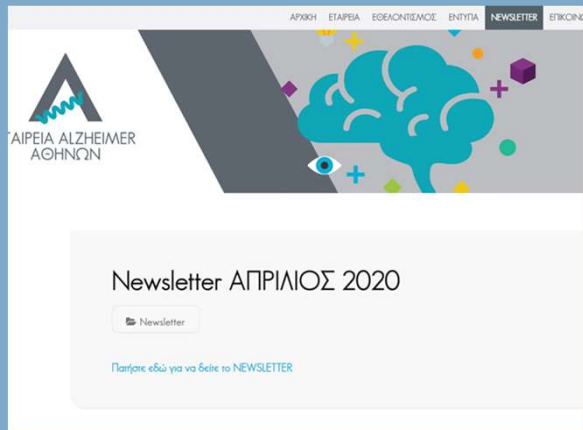 ΑΡΧΙΚΗ ΕΤΑΙΡΕΙΑ ΕΘΕΛΟΝΤΙΣΜΟΣ ΕΝΤΥΠΑ NEWSLETTER ΕΠΙΚΟΙΝΩ
ΤΑΙΡΕΙΑ ALZHEIMER
ΑΘΗΝΩΝ
Newsletter ΑΠΡΙΛΙΟΣ 2020
Newsletter
Πατήστε εδώ για να δείτε το NEWSLETTER